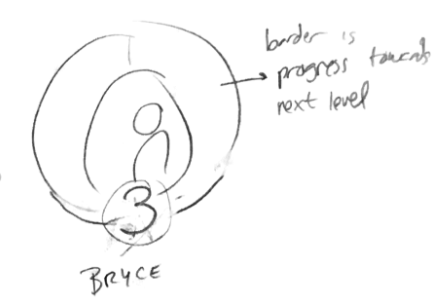 border is
progress towards
next level
3
BRYCE